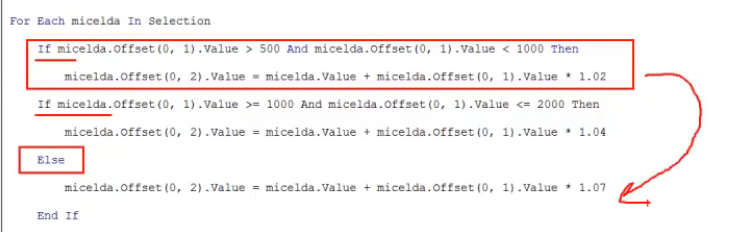 For Each micelda In Selection
If micelda.Offset(0, 1).Value > 500 And micelda.Offset(0, 1).Value < 1000 Then
micelda.Offset(0, 2).Value = micelda.Value + micelda.Offset(0, 1).Value * 1.02
If micelda.Offset(0, 1).Value >= 1000 And micelda.Offset(0, 1).Value <= 2000 Then
micelda.Offset(0, 2).Value = micelda.Value + micelda.Offset(0, 1).Value * 1.04
Else
micelda.Offset(0, 2).Value = micelda.Value + micelda.Offset(0, 1).Value * 1.07
End If